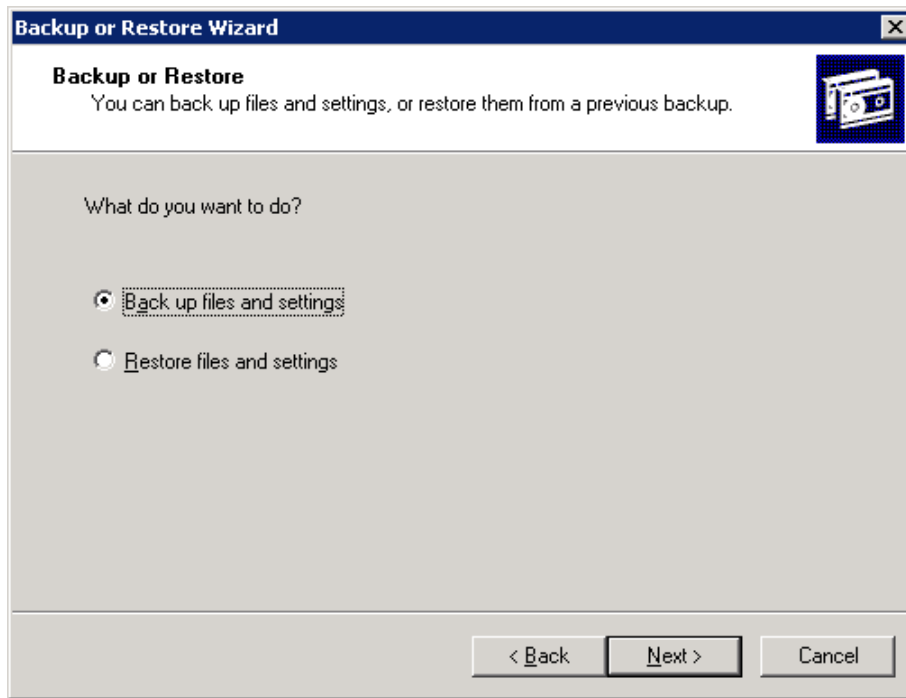 Backup or Restore Wizard
Backup or Restore
You can back up files and settings, or restore them from a previous backup.
What do you want to do?
Back up files and settings
Restore files and settings
< Back
Next >
Cancel